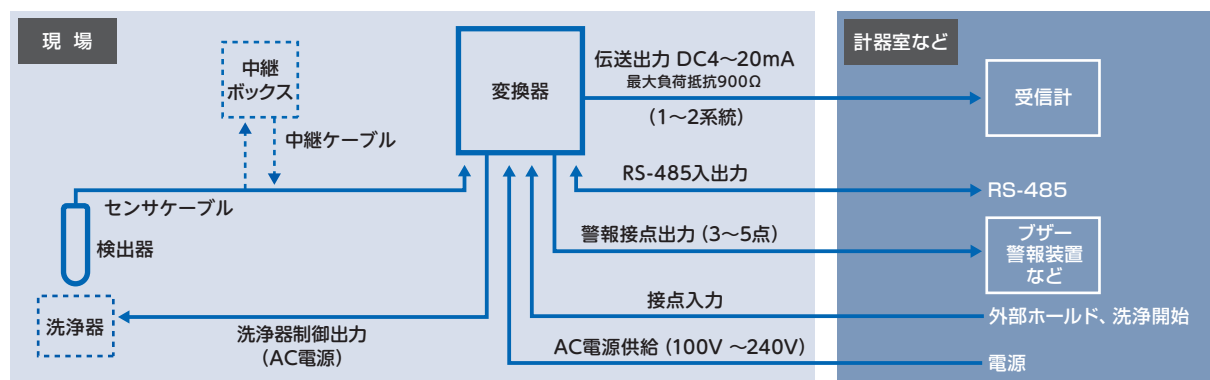 現 場
中継
ボックス
中継ケーブル
センサケーブル
検出器
洗浄器
洗浄器制御出力
(AC電源)
変換器
伝送出力 DC4~20mA
最大負荷抵抗900Ω
(1~2系統)
RS-485入出力
警報接点出力 (3~5点)
接点入力
AC電源供給 (100V ~240V)
計器室など
受信計
RS-485
ブザー
警報装置
など
外部ホールド、洗浄開始
電源